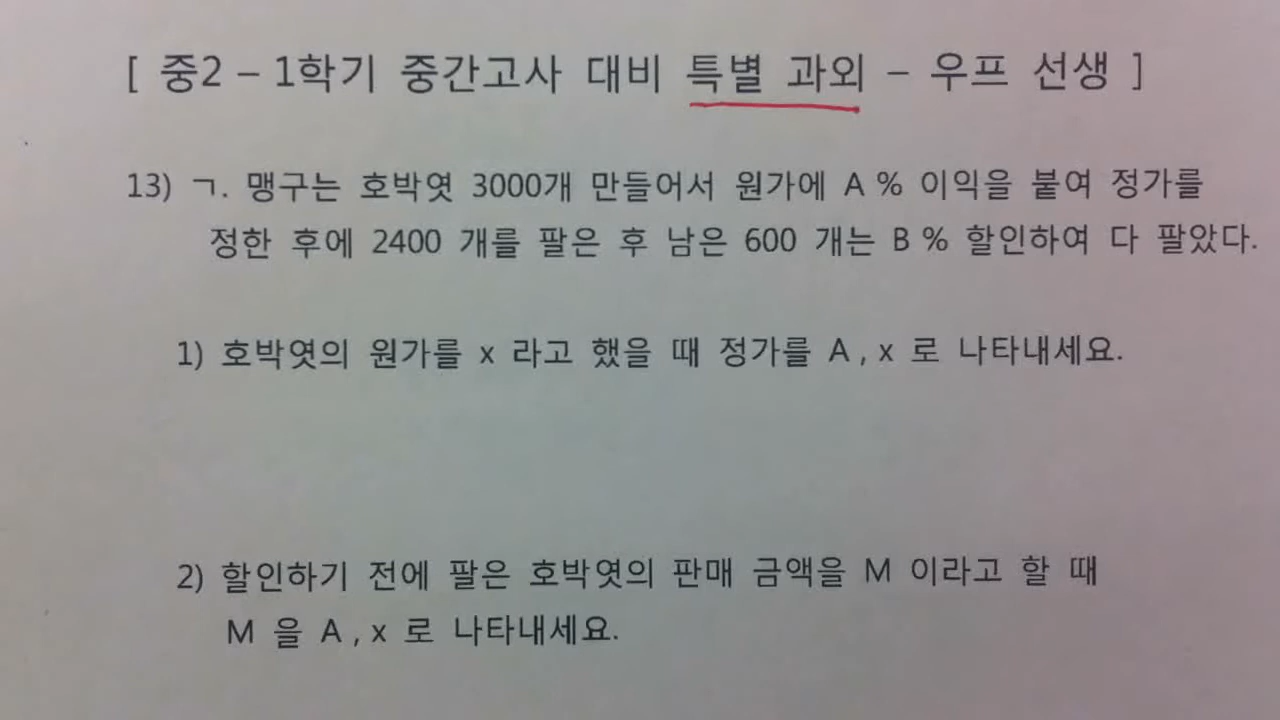 [ 중2 – 1학기 중간고사 대비 특별 과외 – 우프 선생 ]
13) ㄱ. 맹구는 호박엿 3000개 만들어서 원가에 A % 이익을 붙여 정가를
정한 후에 2400 개를 팔은 후 남은 600 개는 B % 할인하여 다 팔았다.
1) 호박엿의 원가를 x 라고 했을 때 정가를 A , x 로 나타내세요.
2) 할인하기 전에 팔은 호박엿의 판매 금액을 M 이라고 할 때
M 을 A , x 로 나타내세요.